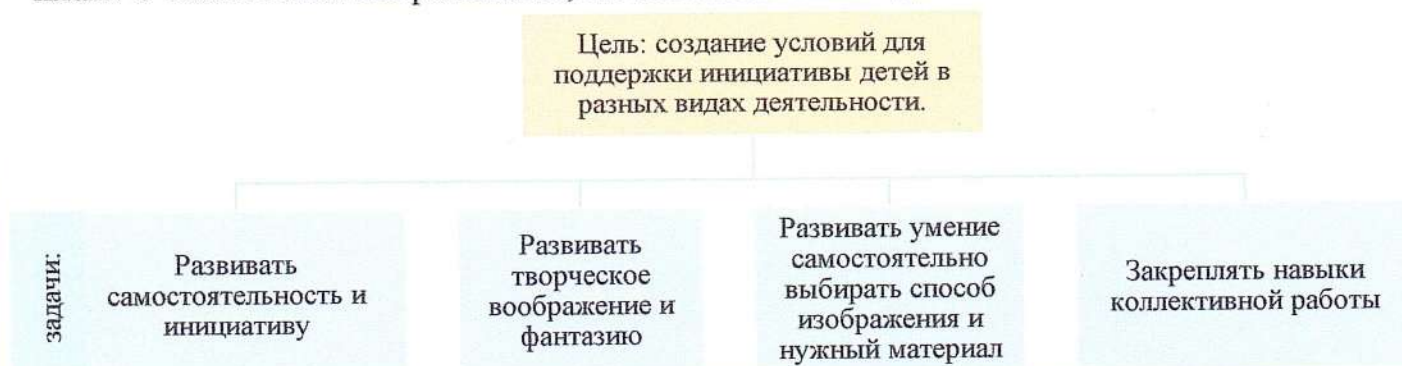 Цель: создание условий для
поддержки инициативы детей в
разных видах деятельности.
задачи:
Развивать
самостоятельность и
инициативу
Развивать
творческое
воображение и
фантазию
Развивать умение
самостоятельно
выбирать способ
изображения и
нужный материал
Закреплять навыки
коллективной работы